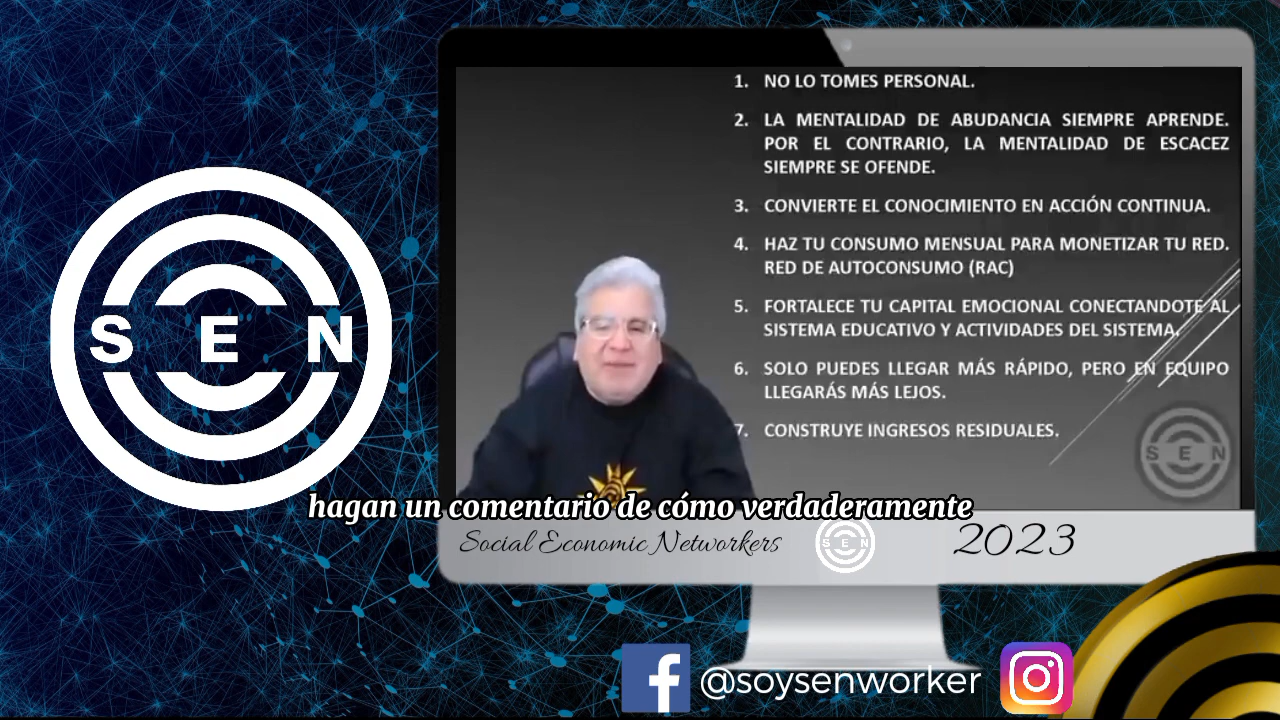 S E N
1. NO LO TOMES PERSONAL.
2. LA MENTALIDAD DE ABUDANCIA SIEMPRE APRENDE.
POR EL CONTRARIO, LA MENTALIDAD DE ESCACEZ
SIEMPRE SE OFENDE.
3. CONVIERTE EL CONOCIMIENTO EN ACCIÓN CONTINUA.
4. HAZ TU CONSUMO MENSUAL PARA MONETIZAR TU RED.
RED DE AUTOCONSUMO (RAC)
5. FORTALECE TU CAPITAL EMOCIONAL CONECTANDOTE AL
SISTEMA EDUCATIVO Y ACTIVIDADES DEL SISTEMA.
6. SOLO PUEDES LLEGAR MÁS RÁPIDO, PERO EN EQUIPO
LLEGARÁS MÁS LEJOS.
7. CONSTRUYE INGRESOS RESIDUALES.
S E N
hagan un comentario de cómo verdaderamente
Social Economic Networkers
S E N
2023
@soysenworker